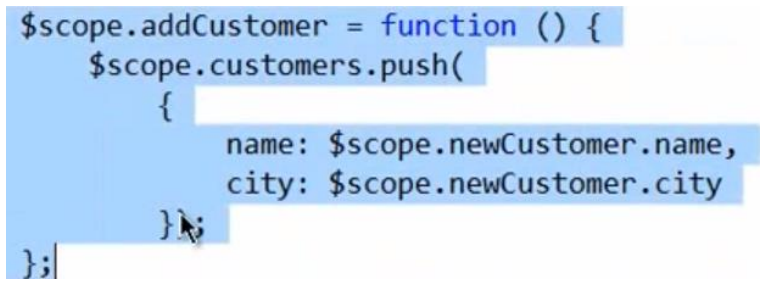 $scope.addCustomer = function () {
$scope.customers.push(
{
name: $scope.newCustomer.name,
city: $scope.newCustomer.city
});
};